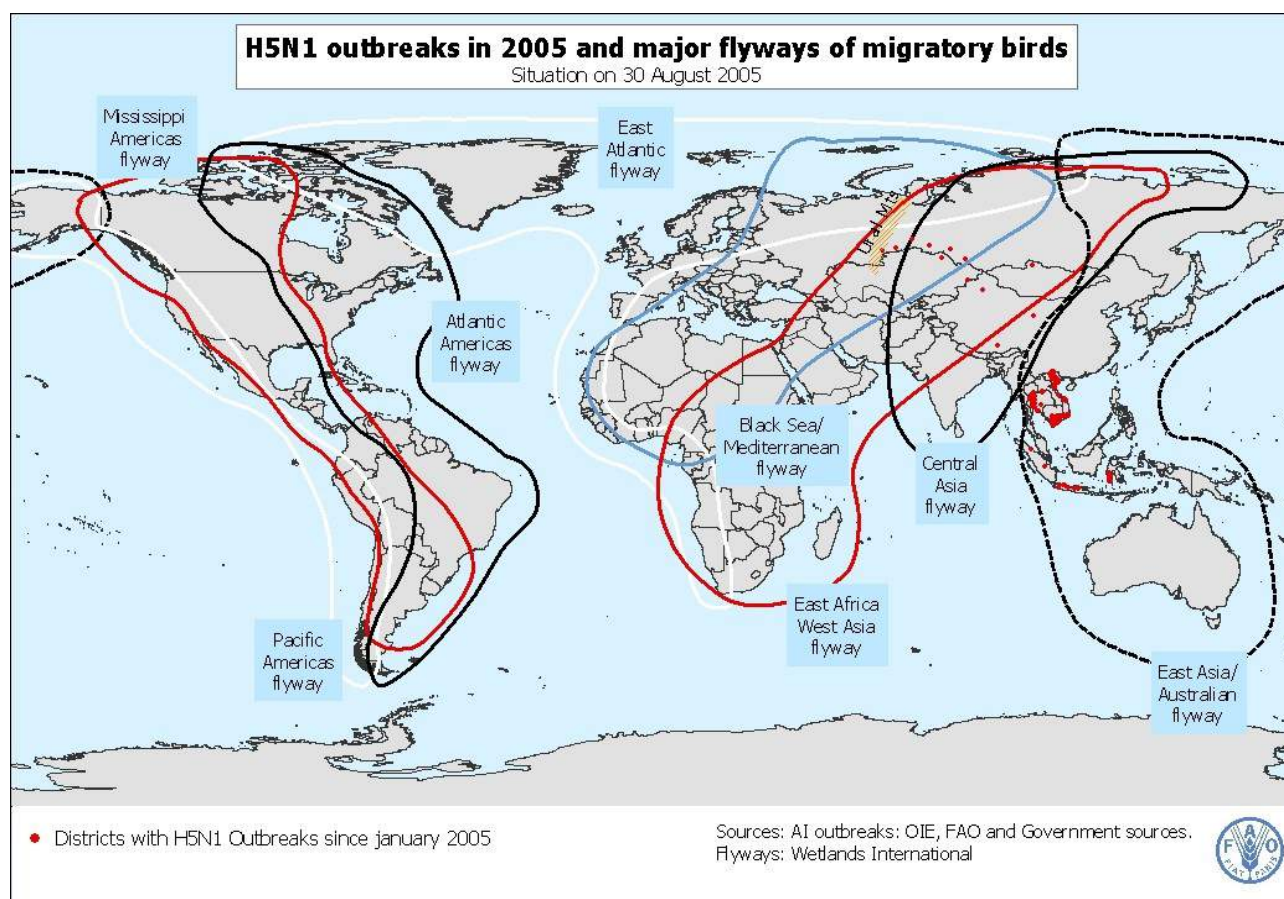 H5N1 outbreaks in 2005 and major flyways of migratory birds
Situation on 30 August 2005
Mississippi
Americas
flyway
East
Atlantic
flyway
Ural Mts
Atlantic
Americas
flyway
Black Sea/
Mediterranean
flyway
Central
Asia
flyway
East Africa
West Asia
flyway
Pacific
Americas
flyway
East Asia/
Australian
flyway
Districts with H5N1 Outbreaks since january 2005
Sources: AI outbreaks: OIE, FAO and Government sources.
Flyways: Wetlands International
F A O
FIAT PANIS